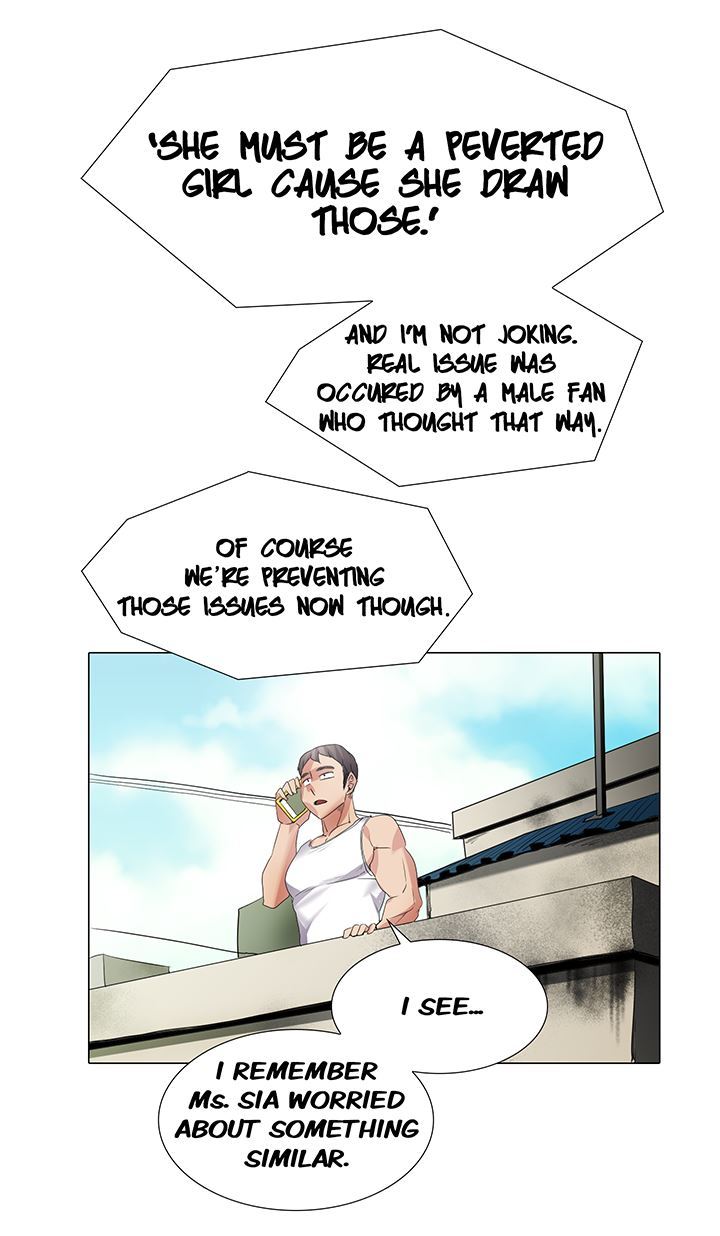 'SHE MUST BE A PEVERTED
GIRL CAUSE SHE DRAW
THOSE.'
AND I'M NOT JOKING.
REAL ISSUE WAS
OCCURED BY A MALE FAN
WHO THOUGHT THAT WAY.
OF COURSE
WE'RE PREVENTING
THOSE ISSUES NOW THOUGH.
I SEE...
I REMEMBER
Ms. SIA WORRIED
ABOUT SOMETHING
SIMILAR.